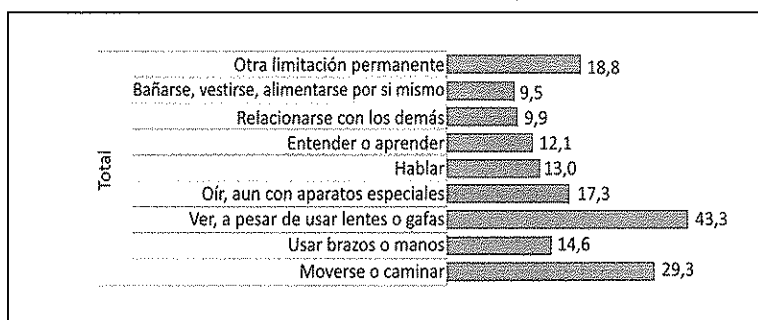 Otra limitación permanente 18,8
Bañarse, vestirse, alimentarse por si mismo 9,5
Relacionarse con los demás 9,9
Entender o aprender 12,1
Hablar 13,0
Oír, aun con aparatos especiales 17,3
Ver, a pesar de usar lentes o gafas 43,3
Usar brazos o manos 14,6
Moverse o caminar 29,3
Total